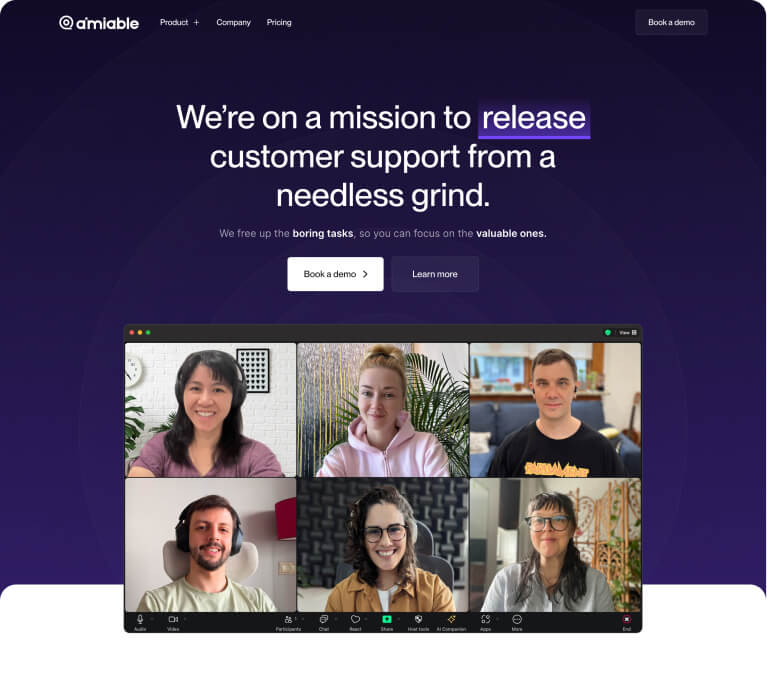 a'miable
Product +
Company
Pricing
Book a demo
We're on a mission to release
customer support from a
needless grind.
We free up the boring tasks, so you can focus on the valuable ones.
Book a demo
Learn more
View
Audio
Video
Participants
Chat
React
Share
Host tools
AI Companion
Apps
More
End